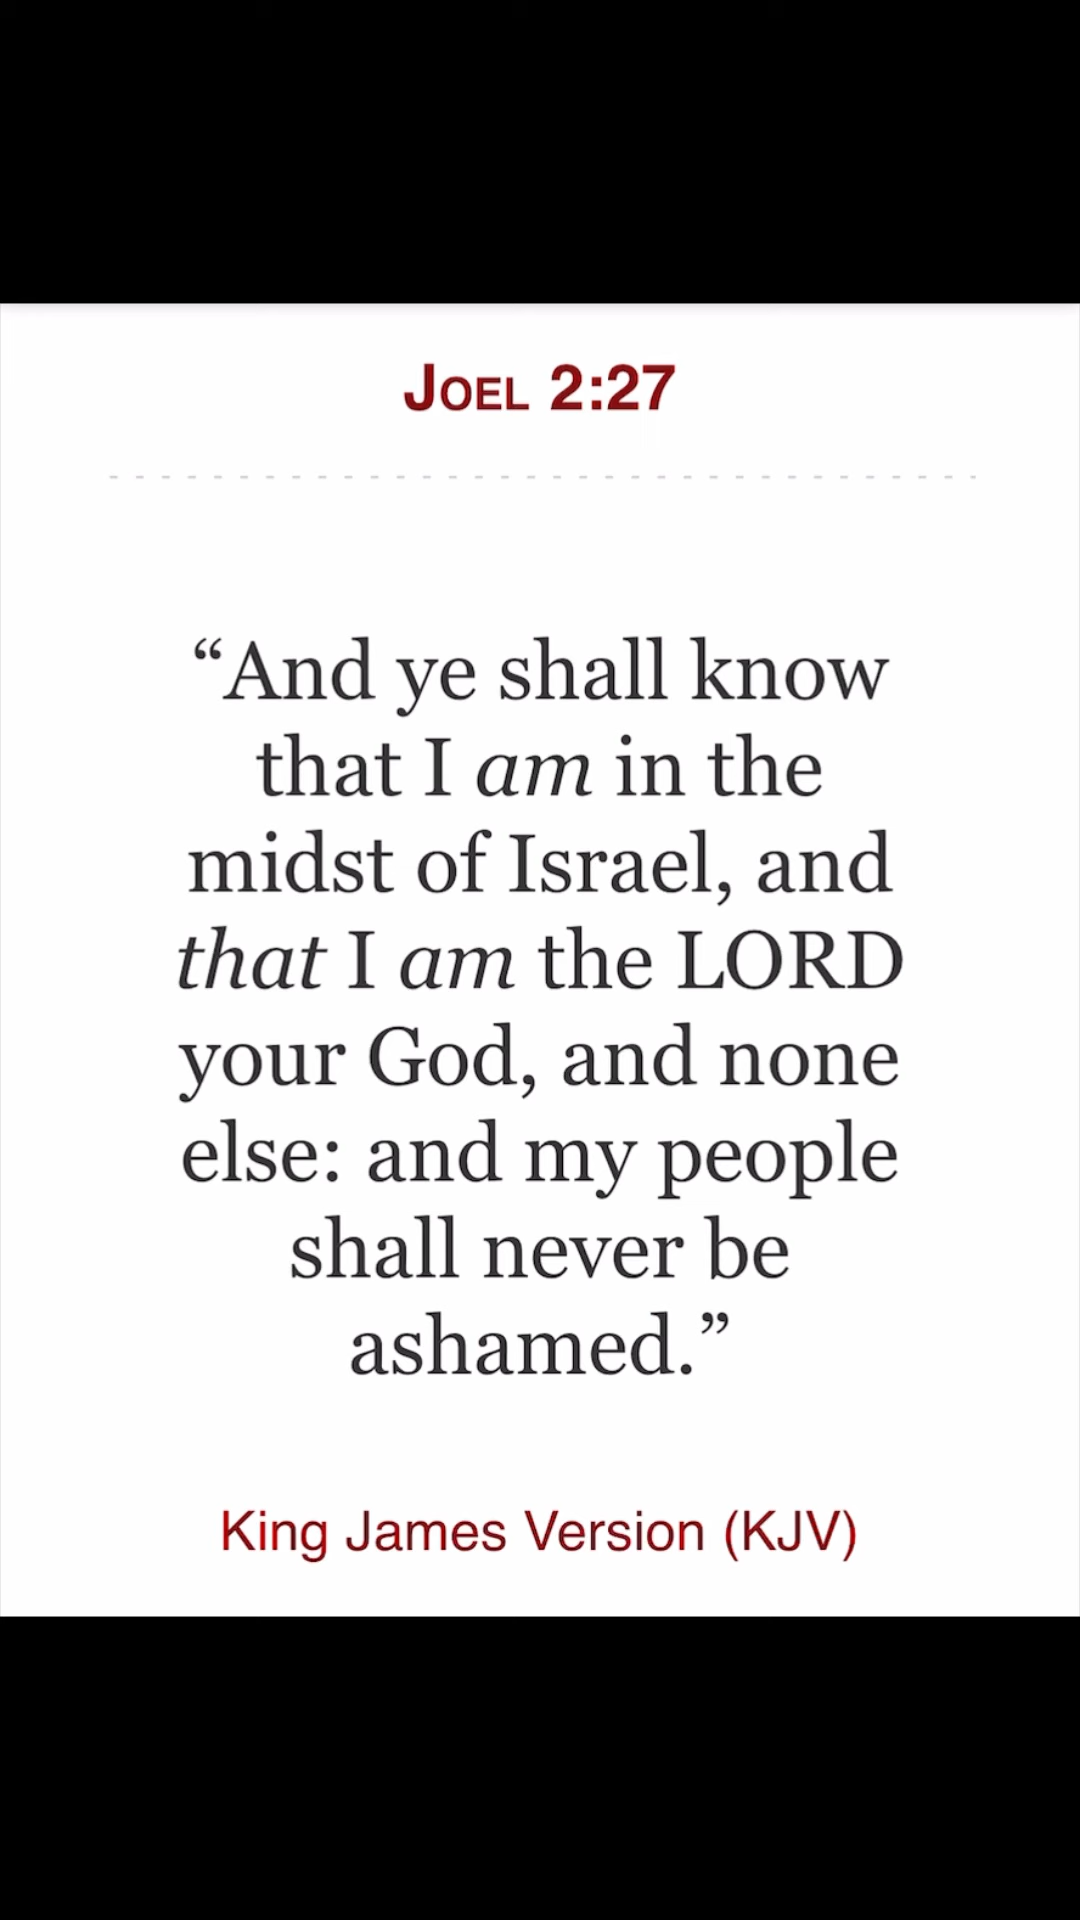 JOEL 2:27
“And ye shall know
that I am in the
midst of Israel, and
that I am the LORD
your God, and none
else: and my people
shall never be
ashamed.”
King James Version (KJV)